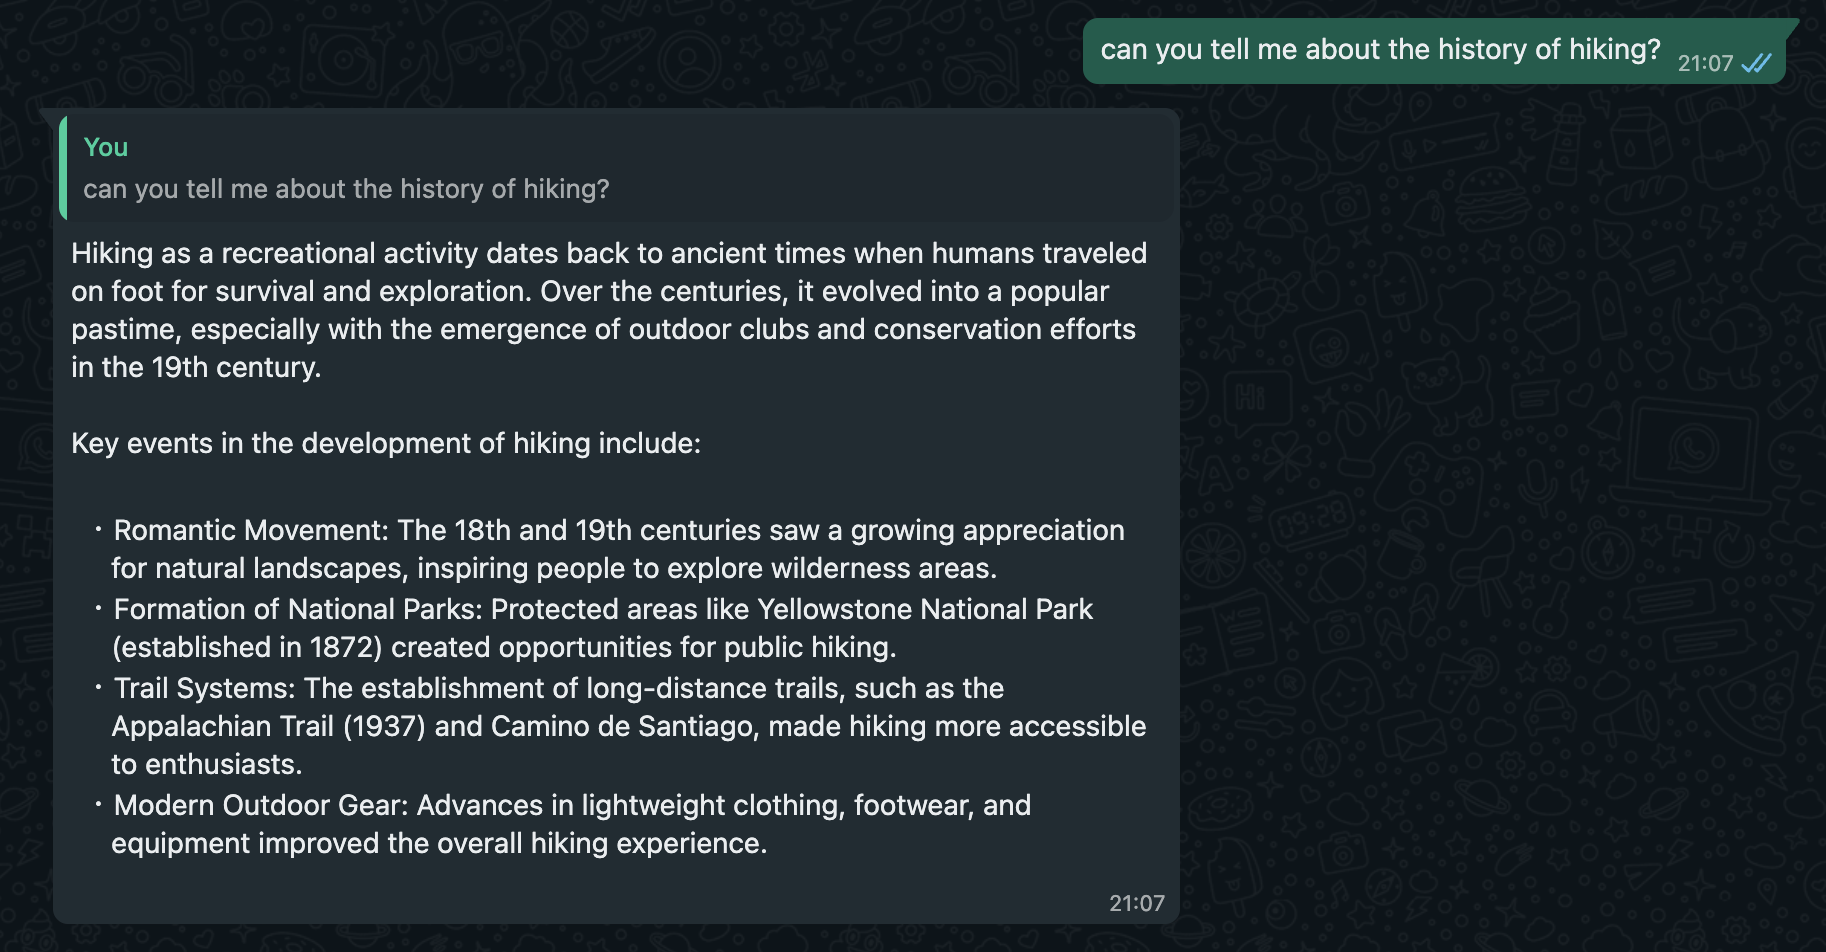 can you tell me about the history of hiking?
21:07
You
can you tell me about the history of hiking?
Hiking as a recreational activity dates back to ancient times when humans traveled
on foot for survival and exploration. Over the centuries, it evolved into a popular
pastime, especially with the emergence of outdoor clubs and conservation efforts
in the 19th century.
Key events in the development of hiking include:
• Romantic Movement: The 18th and 19th centuries saw a growing appreciation
for natural landscapes, inspiring people to explore wilderness areas.
• Formation of National Parks: Protected areas like Yellowstone National Park
(established in 1872) created opportunities for public hiking.
• Trail Systems: The establishment of long-distance trails, such as the
Appalachian Trail (1937) and Camino de Santiago, made hiking more accessible
to enthusiasts.
• Modern Outdoor Gear: Advances in lightweight clothing, footwear, and
equipment improved the overall hiking experience.
21:07
Hi
09:28